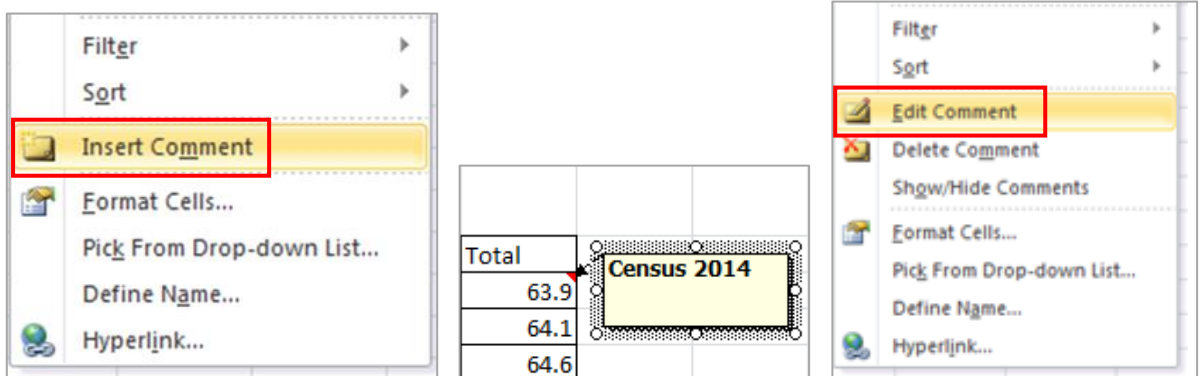 Filter
Sort
Insert Comment
Format Cells...
Pick From Drop-down List...
Define Name...
Hyperlink...
Total
63.9
64.1
64.6
Census 2014
Filter
Sort
Edit Comment
Delete Comment
Show/Hide Comments
Format Cells...
Pick From Drop-down List...
Define Name...
Hyperlink...